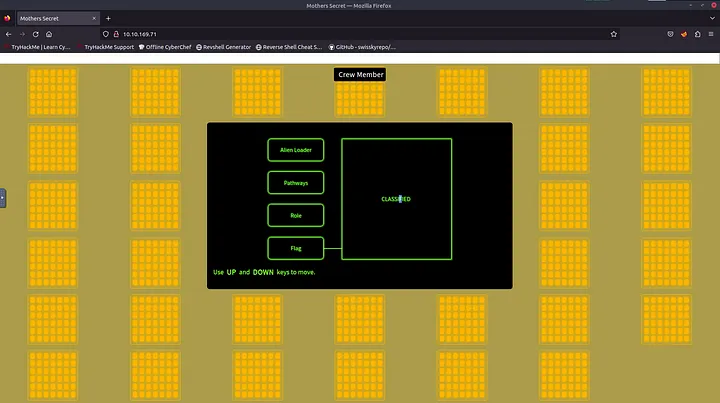 Mothers Secret — Mozilla Firefox
Mothers Secret
10.10.169.71
TryHackMe | Learn Cy… TryHackMe Support Offline CyberChef Revshell Generator Reverse Shell Cheat S… GitHub - swisskyrepo/…
Crew Member
Alien Loader
Pathways
CLASSIFIED
Role
Flag
Use UP and DOWN keys to move.